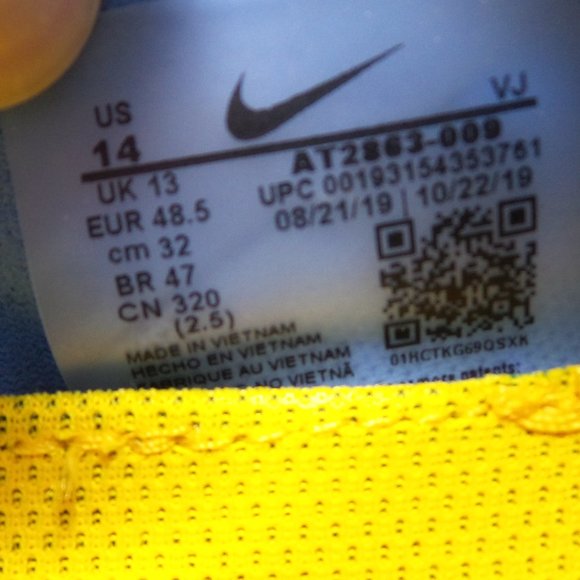 US
14
VJ
AT2863-009
UK 13
UPC 00193154353761
EUR 48.5
08/21/19 | 10/22/19
cm 32
BR 47
CN 320
(2.5)
MADE IN VIETNAM
HECHO EN VIETNAM
FABRIQUE AU VIETNAM
NO VIETNÃ
01HCTKG69QSXK
more patents: